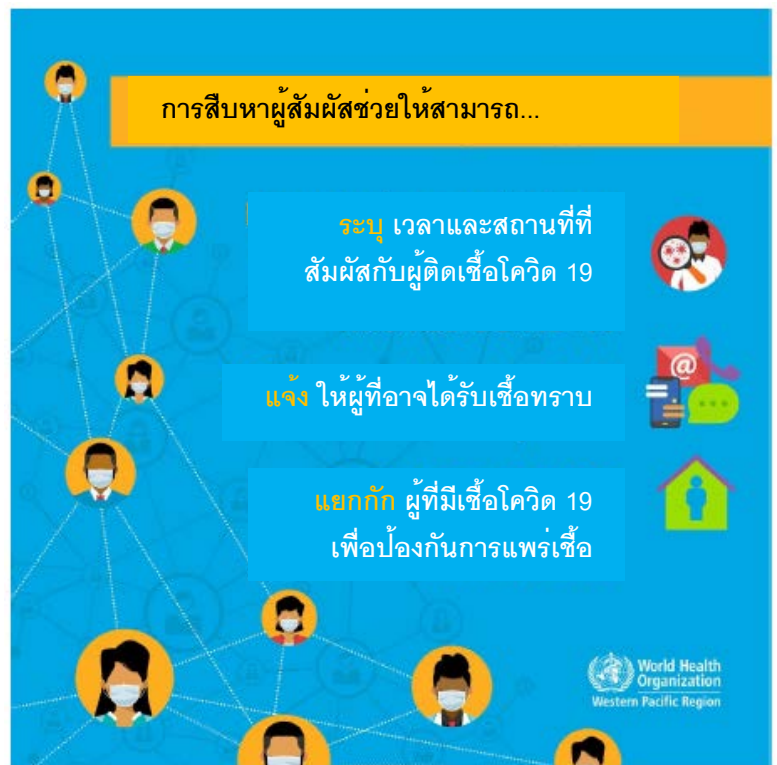 การสืบหาผู้สัมผัสช่วยให้สามารถ...
ระบุ เวลาและสถานที่ที่
สัมผัสกับผู้ติดเชื้อโควิด 19
@
แจ้ง ให้ผู้ที่อาจได้รับเชื้อทราบ
แยกกัก ผู้ที่มีเชื้อโควิด 19
เพื่อป้องกันการแพร่เชื้อ
World Health
Organization
Western Pacific Region